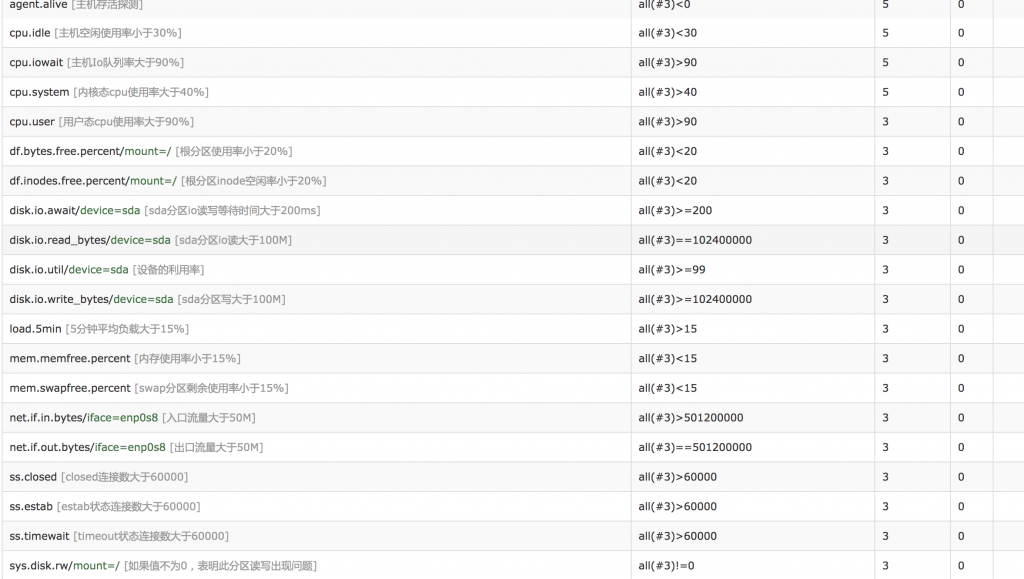 agent.alive [主机存活探测] all(#3)<0 5 0
cpu.idle [主机空闲使用率小于30%] all(#3)<30 5 0
cpu.iowait [主机Io队列率大于90%] all(#3)>90 5 0
cpu.system [内核态cpu使用率大于40%] all(#3)>40 5 0
cpu.user [用户态cpu使用率大于90%] all(#3)>90 3 0
df.bytes.free.percent/mount=/ [根分区使用率小于20%] all(#3)<20 3 0
df.inodes.free.percent/mount=/ [根分区inode空闲率小于20%] all(#3)<20 3 0
disk.io.await/device=sda [sda分区io读写等待时间大于200ms] all(#3)>=200 3 0
disk.io.read_bytes/device=sda [sda分区io读大于100M] all(#3)==102400000 3 0
disk.io.util/device=sda [设备的利用率] all(#3)>=99 3 0
disk.io.write_bytes/device=sda [sda分区写大于100M] all(#3)>=102400000 3 0
load.5min [5分钟平均负载大于15%] all(#3)>15 3 0
mem.memfree.percent [内存使用率小于15%] all(#3)<15 3 0
mem.swapfree.percent [swap分区剩余使用率小于15%] all(#3)<15 3 0
net.if.in.bytes/iface=enp0s8 [入口流量大于50M] all(#3)>501200000 3 0
net.if.out.bytes/iface=enp0s8 [出口流量大于50M] all(#3)==501200000 3 0
ss.closed [closed连接数大于60000] all(#3)>60000 3 0
ss.estab [estab状态连接数大于60000] all(#3)>60000 3 0
ss.timewait [timeout状态连接数大于60000] all(#3)>60000 3 0
sys.disk.rw/mount=/ [如果值不为0，表明此分区读写出现问题] all(#3)!=0 3 0